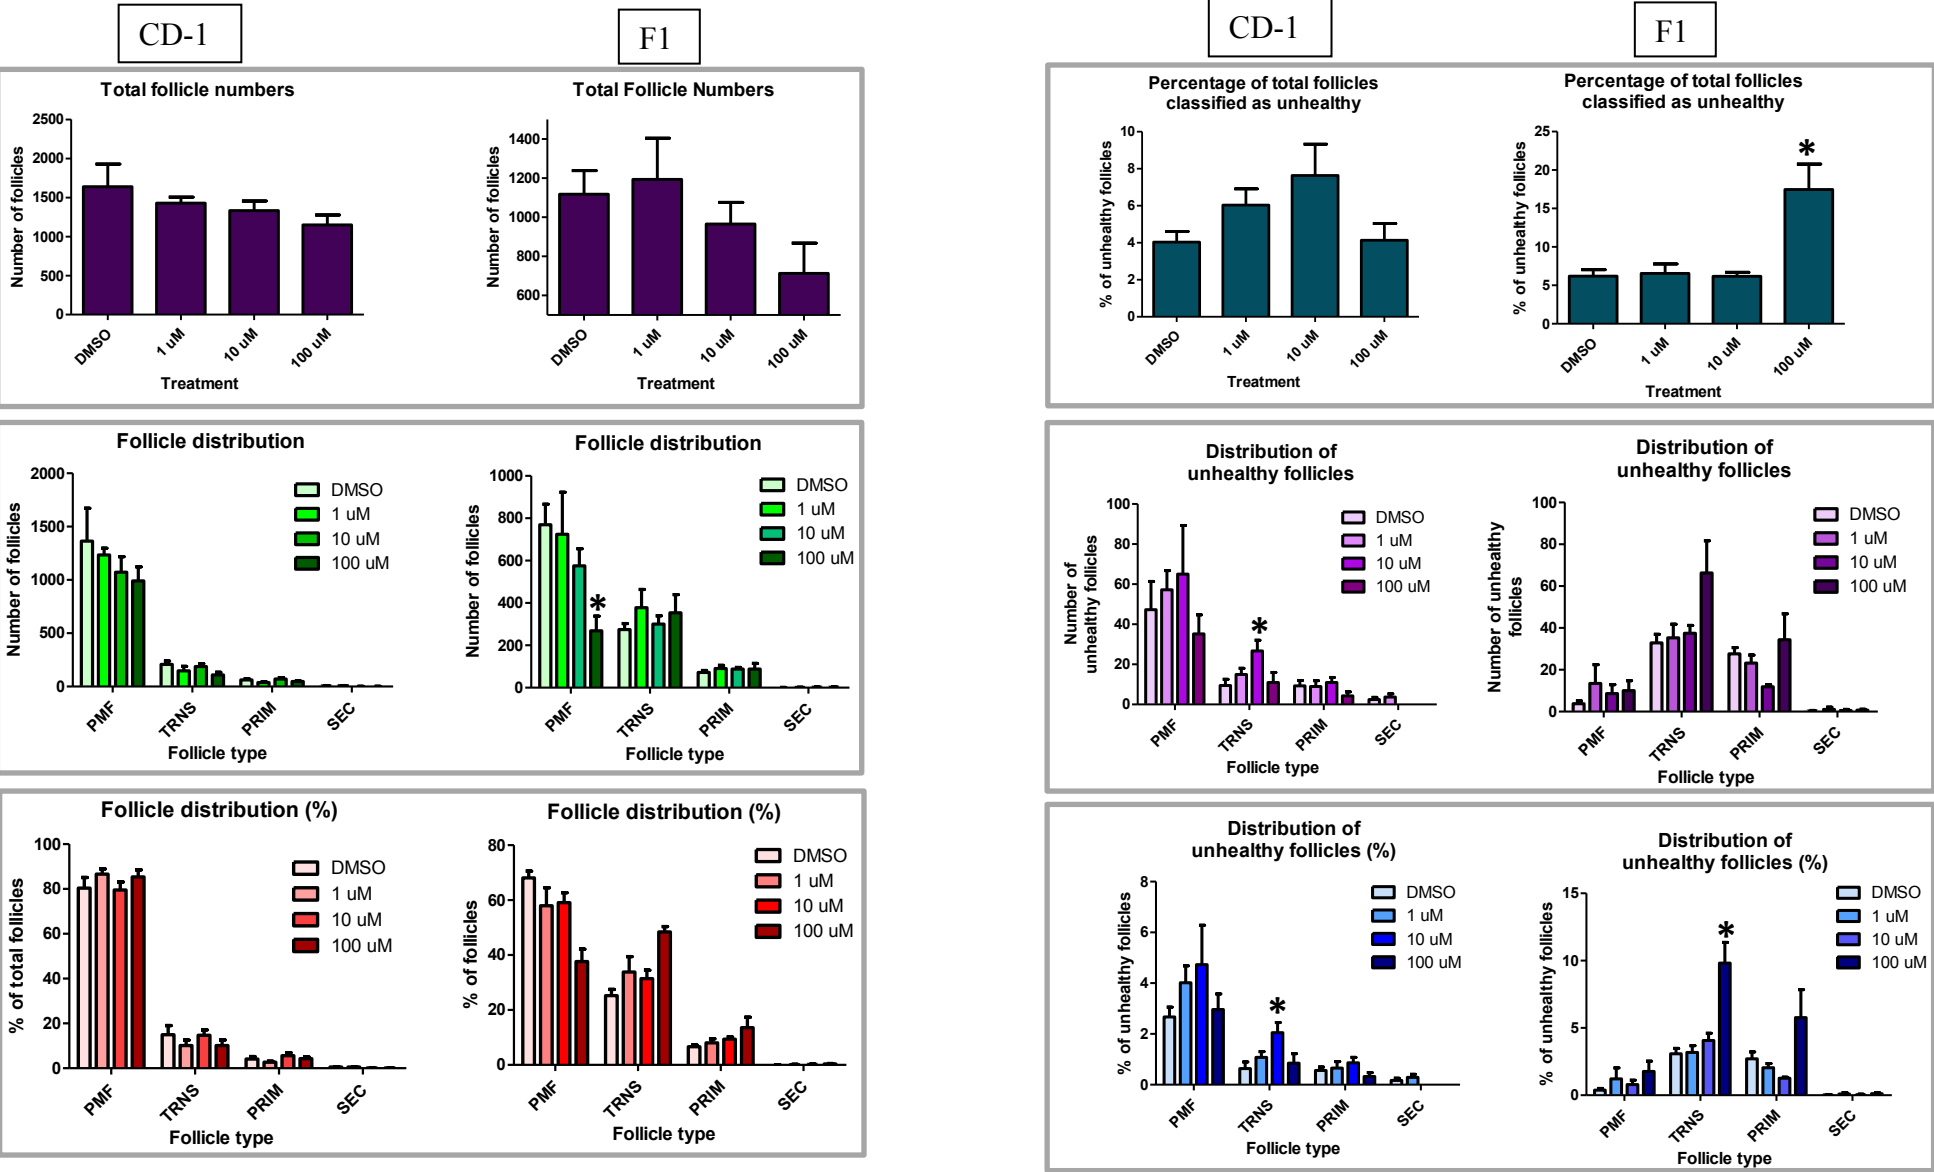 CD-1
F1
Total follicle numbers
Number of follicles
2500
2000
1500
1000
500
0
DMSO
1 uM
10 uM
100 uM
Treatment
Total Follicle Numbers
Number of follicles
1400
1200
1000
800
600
DMSO
1 uM
10 uM
100 uM
Treatment
Follicle distribution
Number of follicles
2000
1500
1000
500
0
DMSO
1 uM
10 uM
100 uM
PMF
TRNS
PRIM
SEC
Follicle type
Follicle distribution
Number of follicles
1000
800
600
400
200
0
*
DMSO
1 uM
10 uM
100 uM
PMF
TRNS
PRIM
SEC
Follicle type
Follicle distribution (%)
% of total follicles
100
80
60
40
20
0
DMSO
1 uM
10 uM
100 uM
PMF
TRNS
PRIM
SEC
Follicle type
Follicle distribution (%)
% of follicles
80
60
40
20
0
DMSO
1 uM
10 uM
100 uM
PMF
TRNS
PRIM
SEC
Follicle type
CD-1
F1
Percentage of total follicles
classified as unhealthy
% of unhealthy follicles
10
8
6
4
2
0
DMSO
1 uM
10 uM
100 uM
Treatment
Percentage of total follicles
classified as unhealthy
% of unhealthy follicles
25
20
15
10
5
0
*
DMSO
1 uM
10 uM
100 uM
Treatment
Distribution of
unhealthy follicles
Number of
unhealthy follicles
100
80
60
40
20
0
*
DMSO
1 uM
10 uM
100 uM
PMF
TRNS
PRIM
SEC
Follicle type
Distribution of
unhealthy follicles
Number of unhealthy
follicles
100
80
60
40
20
0
DMSO
1 uM
10 uM
100 uM
PMF
TRNS
PRIM
SEC
Follicle type
Distribution of
unhealthy follicles (%)
% of unhealthy follicles
8
6
4
2
0
*
DMSO
1 uM
10 uM
100 uM
PMF
TRNS
PRIM
SEC
Follicle type
Distribution of
unhealthy follicles (%)
% of unhealthy follicles
15
10
5
0
*
DMSO
1 uM
10 uM
100 uM
PMF
TRNS
PRIM
SEC
Follicle type